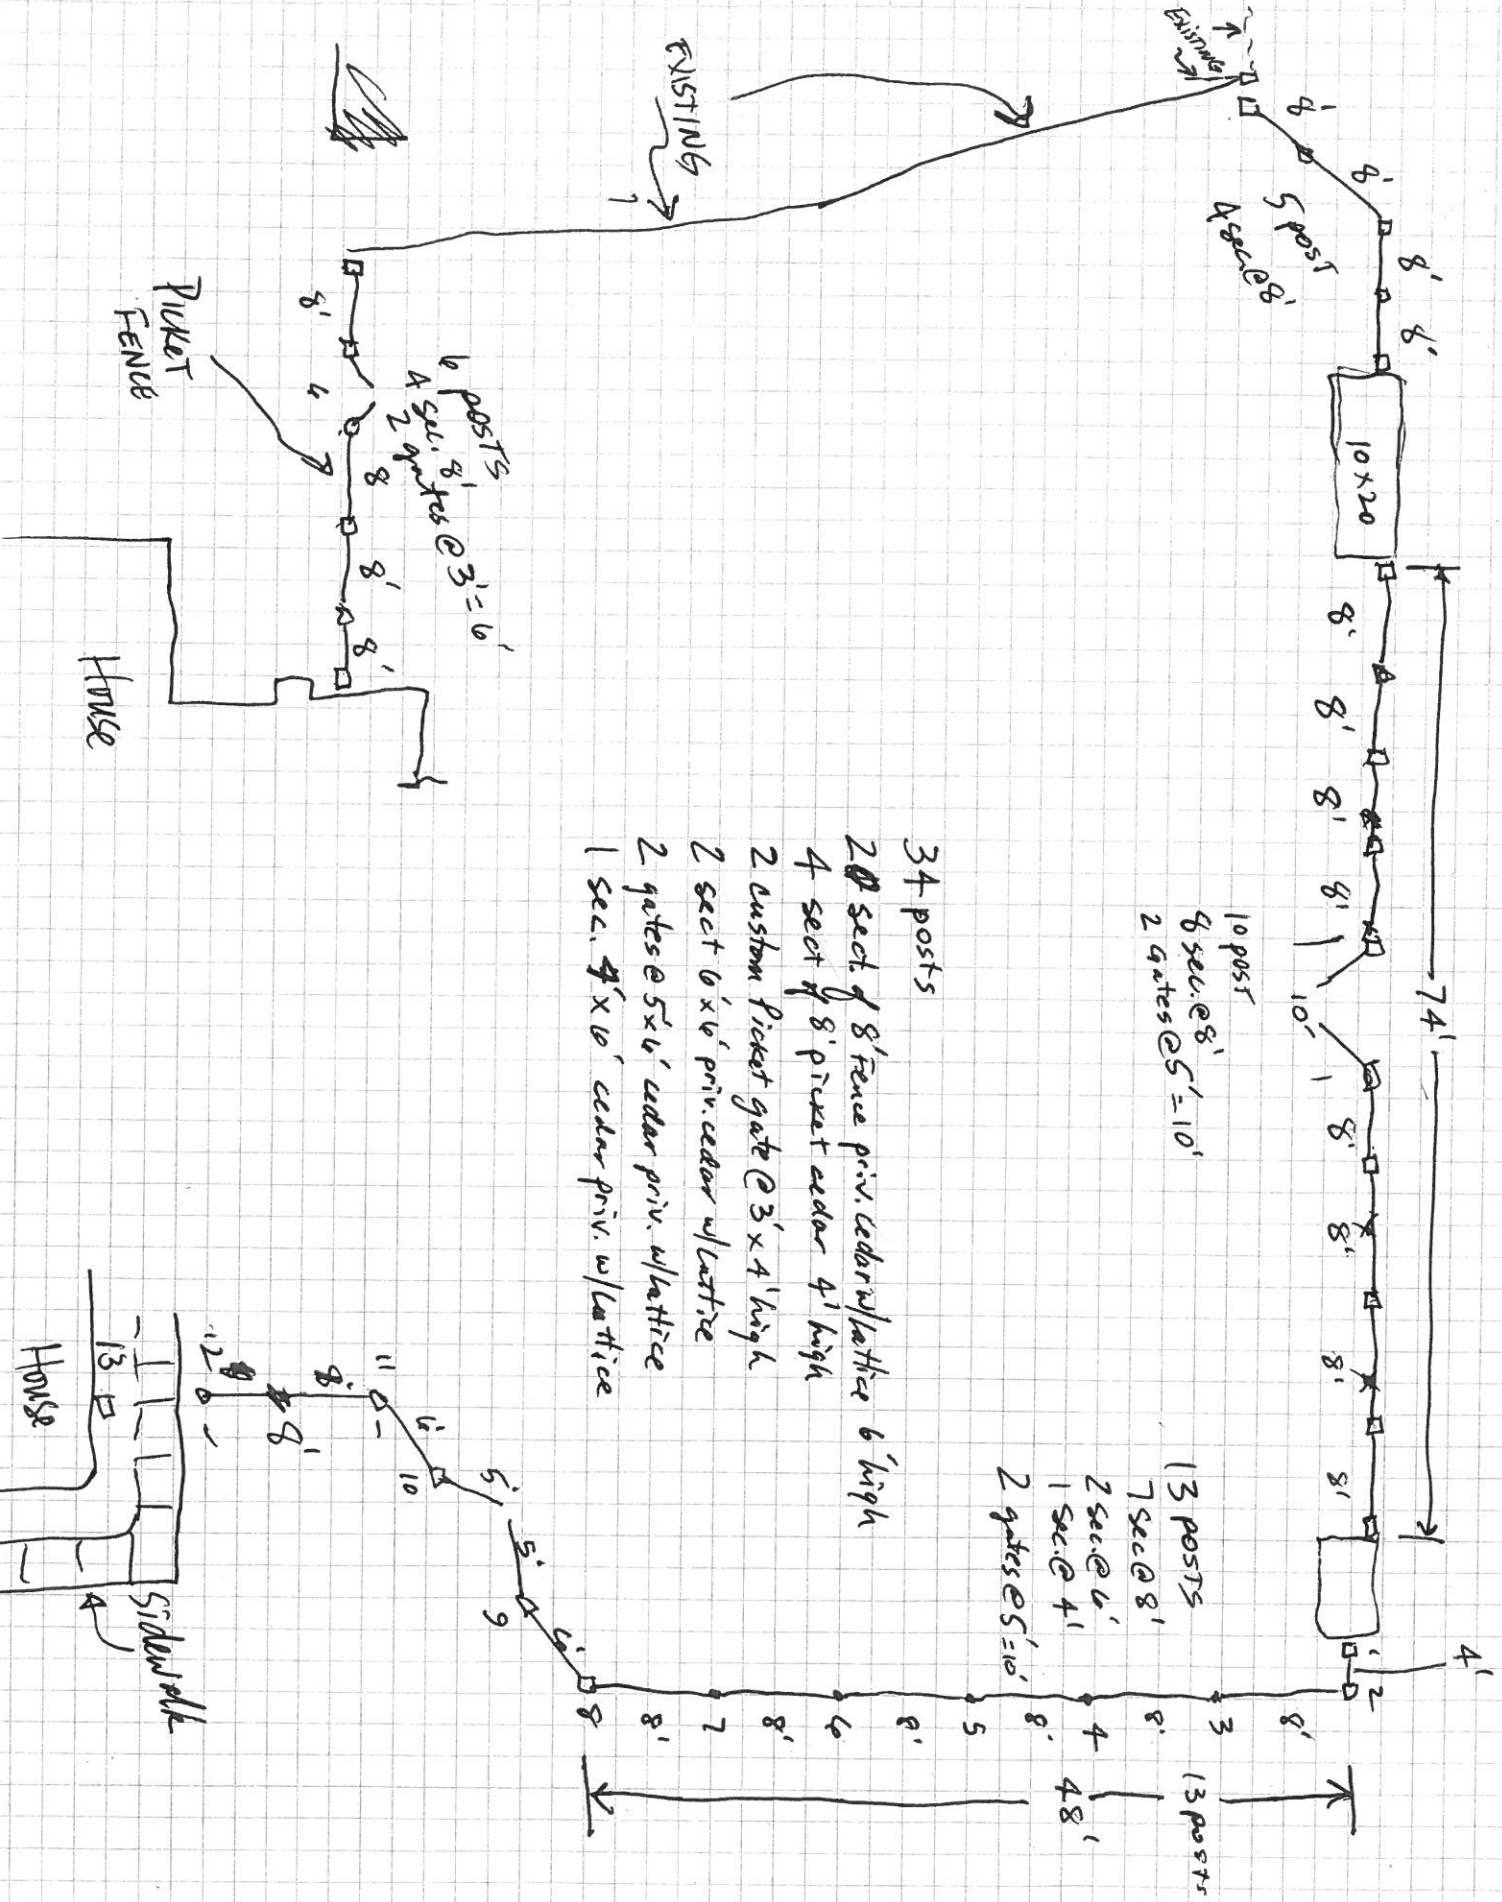 EXISTING
EXISTING
8'
8'
8'
8'
5 post
4 sec@8'
10x20
74'
8'
8'
8'
8'
10'
8'
8'
8'
8'
10 post
8 sec.@8'
2 gates@5'=10'
4'
1
2
8'
3
8'
4
8'
5
8'
6
8'
7
8'
8
48'
13 posts
13 posts
7 sec@8'
2 sec.@6'
1 sec.@4'
2 gates@5'=10'
6'
9
5'
5'
10
6'
11
8'
8'
12
13
House
Sidewalk
34 posts
20 sect. of 8' Fence priv. cedar w/lattice 6' high
4 sect of 8' picket cedar 4' high
2 custom Picket gate @ 3' x 4' high
2 sect 6'x6' priv. cedar w/lattice
2 gates @ 5'x6' cedar priv. w/lattice
1 sec. 4'x6' cedar priv. w/lattice
PICKET
FENCE
8'
6
8
8'
8'
6 posts
4 sec. 8'
2 gates @ 3'=6'
House